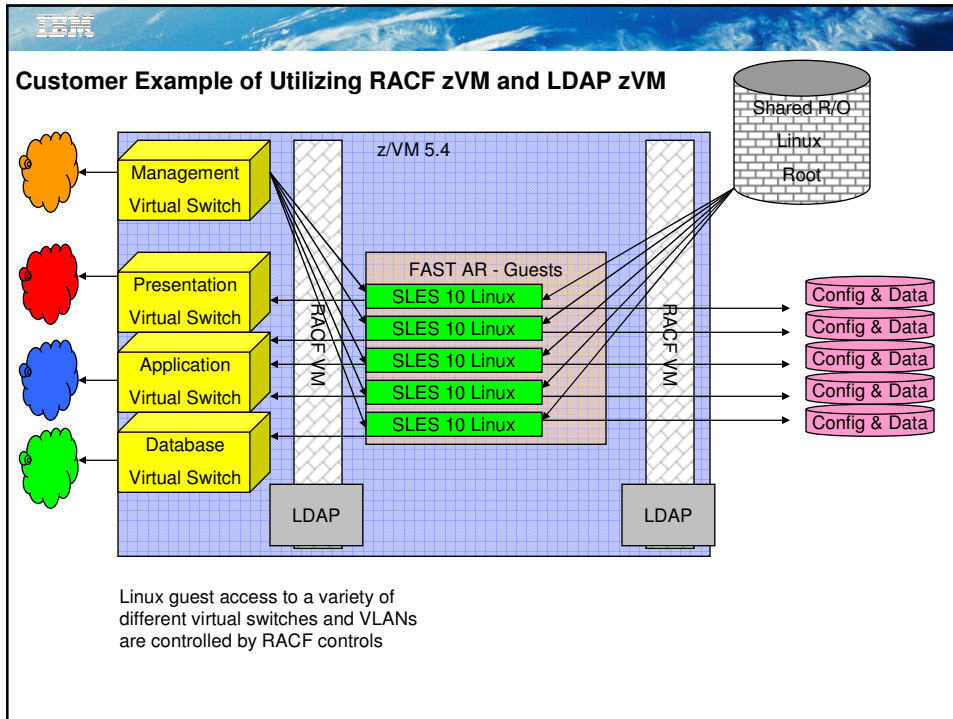 IBM
Customer Example of Utilizing RACF zVM and LDAP zVM
Shared R/O
Linux
Root
z/VM 5.4
Management
Virtual Switch
Presentation
Virtual Switch
Application
Virtual Switch
Database
Virtual Switch
RACF VM
FAST AR - Guests
SLES 10 Linux
SLES 10 Linux
SLES 10 Linux
SLES 10 Linux
SLES 10 Linux
RACF VM
Config & Data
Config & Data
Config & Data
Config & Data
Config & Data
LDAP
LDAP
Linux guest access to a variety of
different virtual switches and VLANs
are controlled by RACF controls